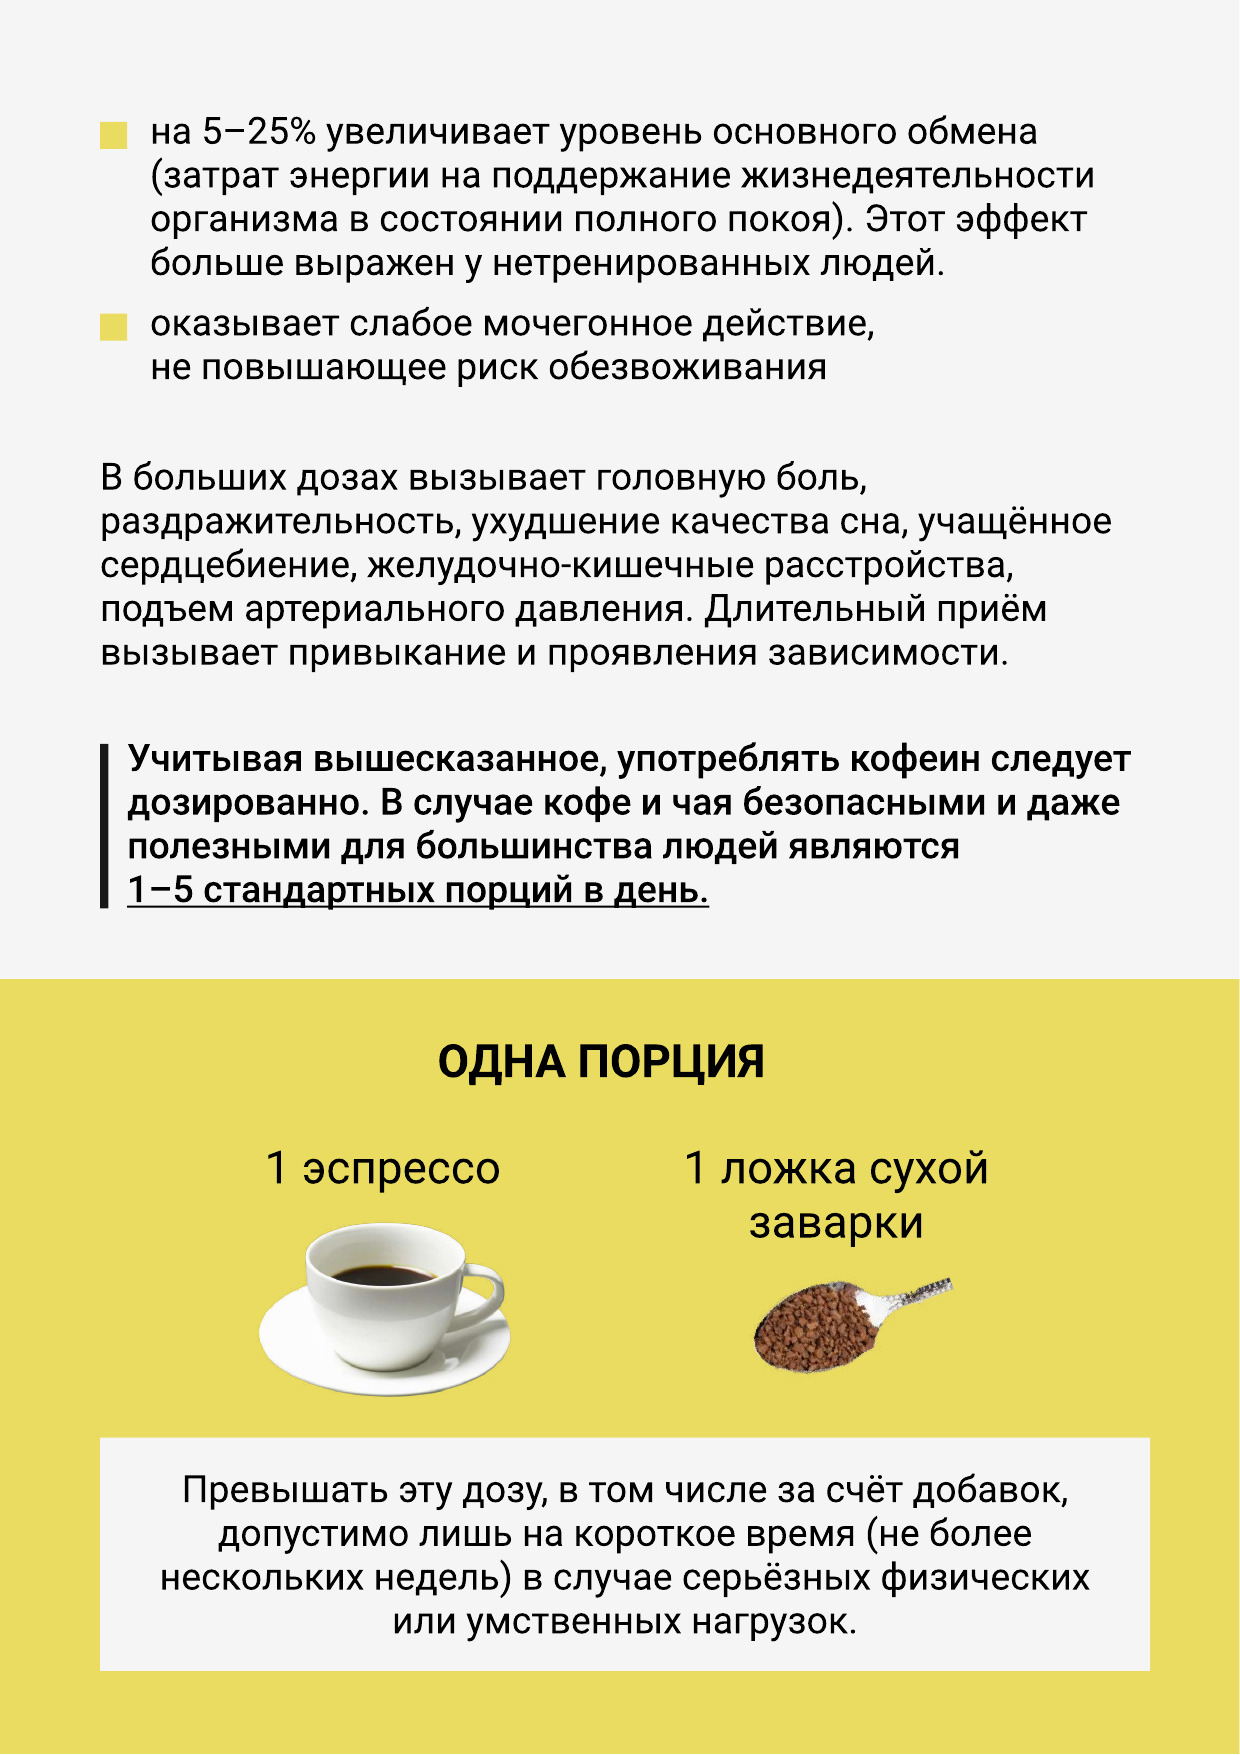 на 5–25% увеличивает уровень основного обмена
(затрат энергии на поддержание жизнедеятельности
организма в состоянии полного покоя). Этот эффект
больше выражен у нетренированных людей.
оказывает слабое мочегонное действие,
не повышающее риск обезвоживания
В больших дозах вызывает головную боль,
раздражительность, ухудшение качества сна, учащённое
сердцебиение, желудочно-кишечные расстройства,
подъем артериального давления. Длительный приём
вызывает привыкание и проявления зависимости.
Учитывая вышесказанное, употреблять кофеин следует
дозированно. В случае кофе и чая безопасными и даже
полезными для большинства людей являются
1–5 стандартных порций в день.
ОДНА ПОРЦИЯ
1 эспрессо
1 ложка сухой
заварки
Превышать эту дозу, в том числе за счёт добавок,
допустимо лишь на короткое время (не более
нескольких недель) в случае серьёзных физических
или умственных нагрузок.